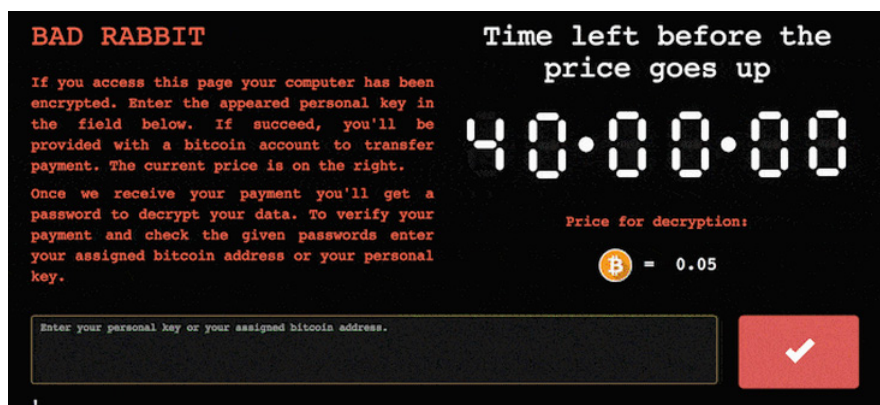 BAD RABBIT
If you access this page your computer has been
encrypted. Enter the appeared personal key in
the field below. If succeed, you'll be
provided with a bitcoin account to transfer
payment. The current price is on the right.
Once we receive your payment you'll get a
password to decrypt your data. To verify your
payment and check the given passwords enter
your assigned bitcoin address or your personal
key.
Time left before the
price goes up
40.00.00
Price for decryption:
₿ = 0.05
Enter your personal key or your assigned bitcoin address.